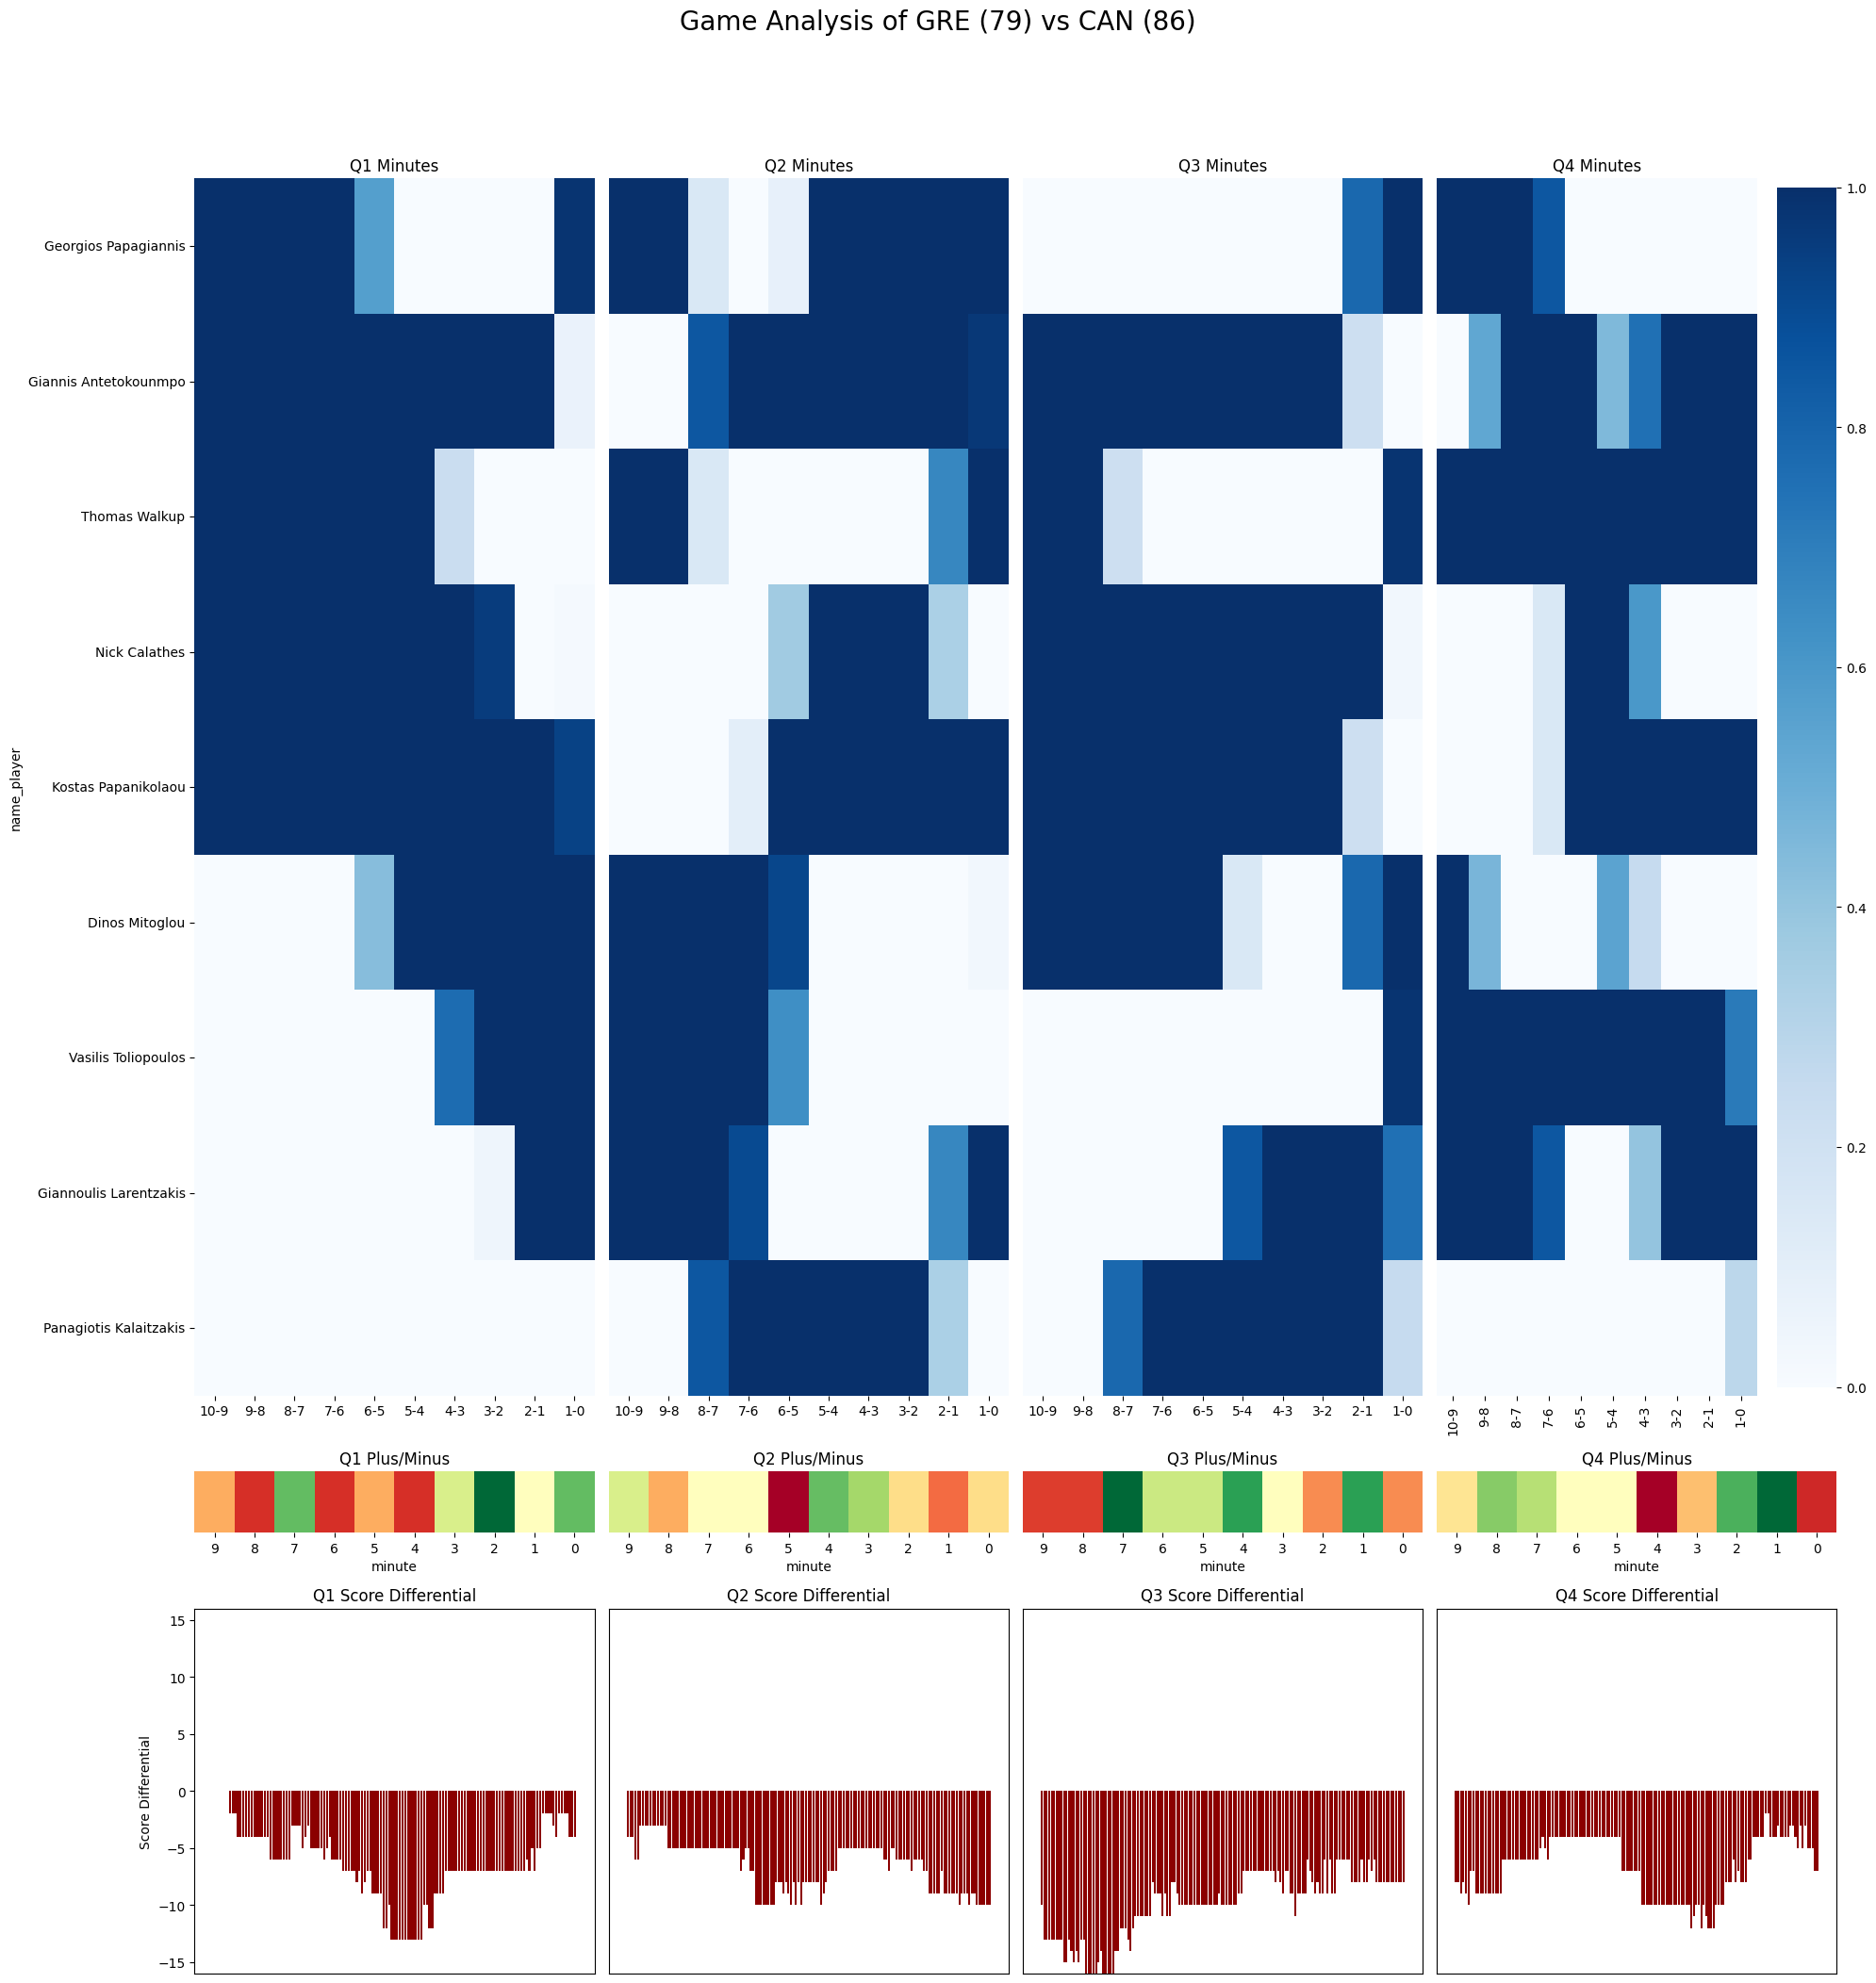 Game Analysis of GRE (79) vs CAN (86)
Q1 Minutes Q2 Minutes Q3 Minutes Q4 Minutes
name_player
Georgios Papagiannis
Giannis Antetokounmpo
Thomas Walkup
Nick Calathes
Kostas Papanikolaou
Dinos Mitoglou
Vasilis Toliopoulos
Giannoulis Larentzakis
Panagiotis Kalaitzakis
1.0
0.8
0.6
0.4
0.2
0.0
10-9 9-8 8-7 7-6 6-5 5-4 4-3 3-2 2-1 1-0 10-9 9-8 8-7 7-6 6-5 5-4 4-3 3-2 2-1 1-0 10-9 9-8 8-7 7-6 6-5 5-4 4-3 3-2 2-1 1-0 10-9 9-8 8-7 7-6 6-5 5-4 4-3 3-2 2-1 1-0
Q1 Plus/Minus Q2 Plus/Minus Q3 Plus/Minus Q4 Plus/Minus
9 8 7 6 5 4 3 2 1 0 9 8 7 6 5 4 3 2 1 0 9 8 7 6 5 4 3 2 1 0 9 8 7 6 5 4 3 2 1 0
minute minute minute minute
Q1 Score Differential Q2 Score Differential Q3 Score Differential Q4 Score Differential
Score Differential
15
10
5
0
−5
−10
−15